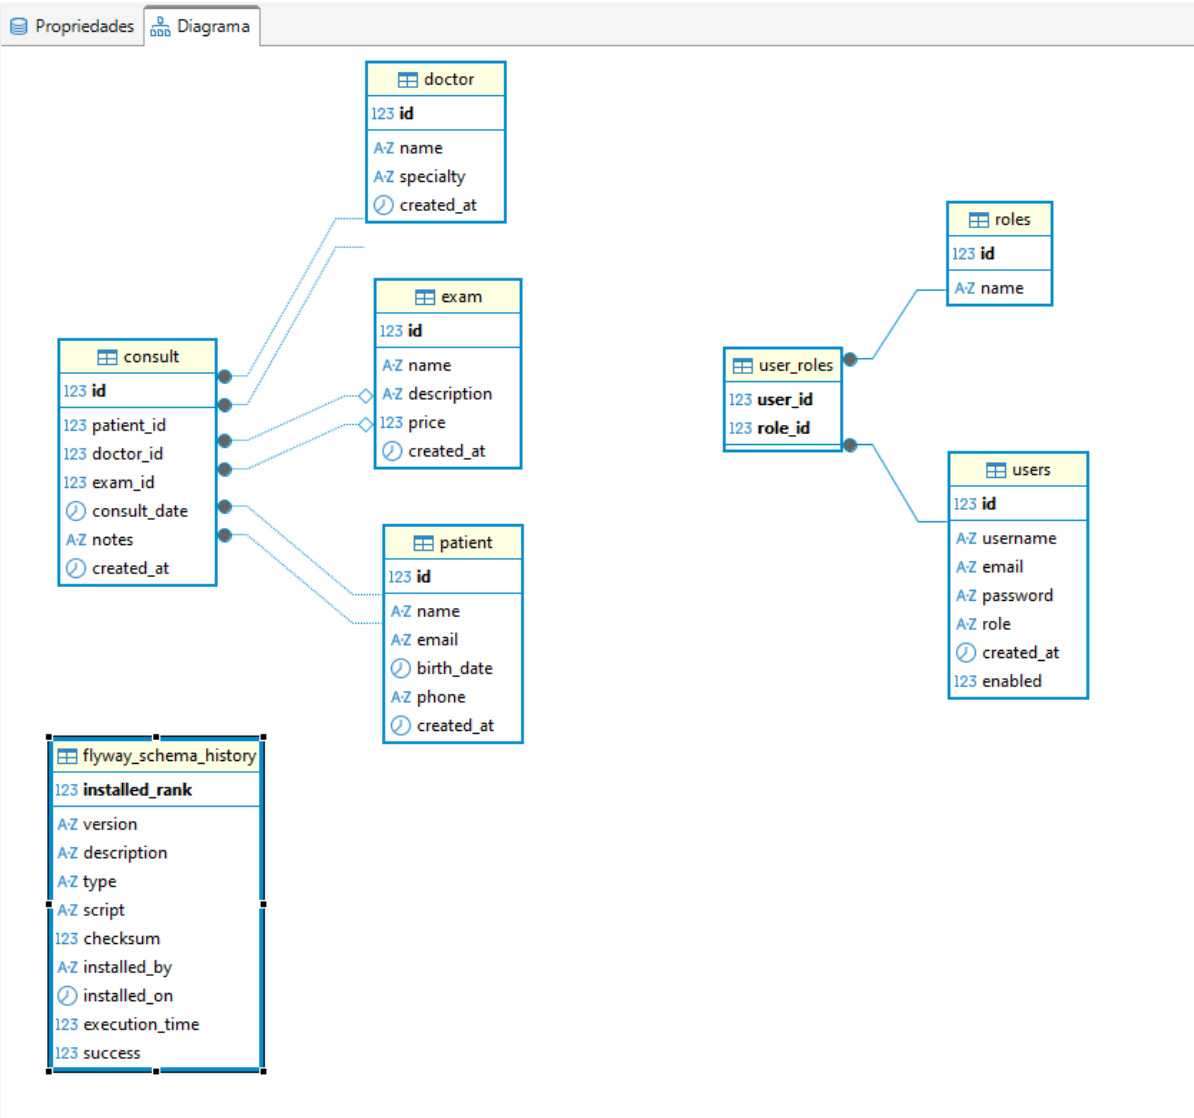 Propriedades
Diagrama
doctor
123 id
A-Z name
A-Z specialty
created_at
exam
123 id
A-Z name
A-Z description
123 price
created_at
consult
123 id
123 patient_id
123 doctor_id
123 exam_id
consult_date
A-Z notes
created_at
patient
123 id
A-Z name
A-Z email
birth_date
A-Z phone
created_at
flyway_schema_history
123 installed_rank
A-Z version
A-Z description
A-Z type
A-Z script
123 checksum
A-Z installed_by
installed_on
123 execution_time
123 success
roles
123 id
A-Z name
user_roles
123 user_id
123 role_id
users
123 id
A-Z username
A-Z email
A-Z password
A-Z role
created_at
123 enabled